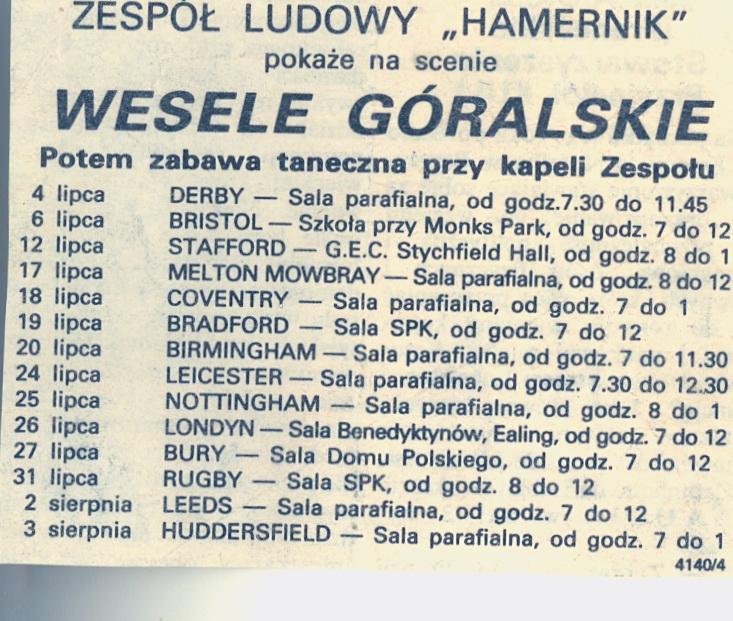 ZESPÓŁ LUDOWY „HAMERNIK”
pokaże na scenie
WESELE GÓRALSKIE
Potem zabawa taneczna przy kapeli Zespołu
4 lipca DERBY — Sala parafialna, od godz.7.30 do 11.45
6 lipca BRISTOL — Szkoła przy Monks Park, od godz. 7 do 12
12 lipca STAFFORD — G.E.C. Stychfield Hall, od godz. 8 do 1
17 lipca MELTON MOWBRAY — Sala parafialna, od godz. 8 do 12
18 lipca COVENTRY — Sala parafialna, od godz. 7 do 1
19 lipca BRADFORD — Sala SPK, od godz. 7 do 12
20 lipca BIRMINGHAM — Sala parafialna, od godz. 7 do 11.30
24 lipca LEICESTER — Sala parafialna, od godz. 7.30 do 12.30
25 lipca NOTTINGHAM — Sala parafialna, od godz. 8 do 1
26 lipca LONDYN — Sala Benedyktynów, Ealing, od godz. 7 do 12
27 lipca BURY — Sala Domu Polskiego, od godz. 7 do 12
31 lipca RUGBY — Sala SPK, od godz. 8 do 12
2 sierpnia LEEDS — Sala parafialna, od godz. 7 do 12
3 sierpnia HUDDERSFIELD — Sala parafialna, od godz. 7 do 1
4140/4